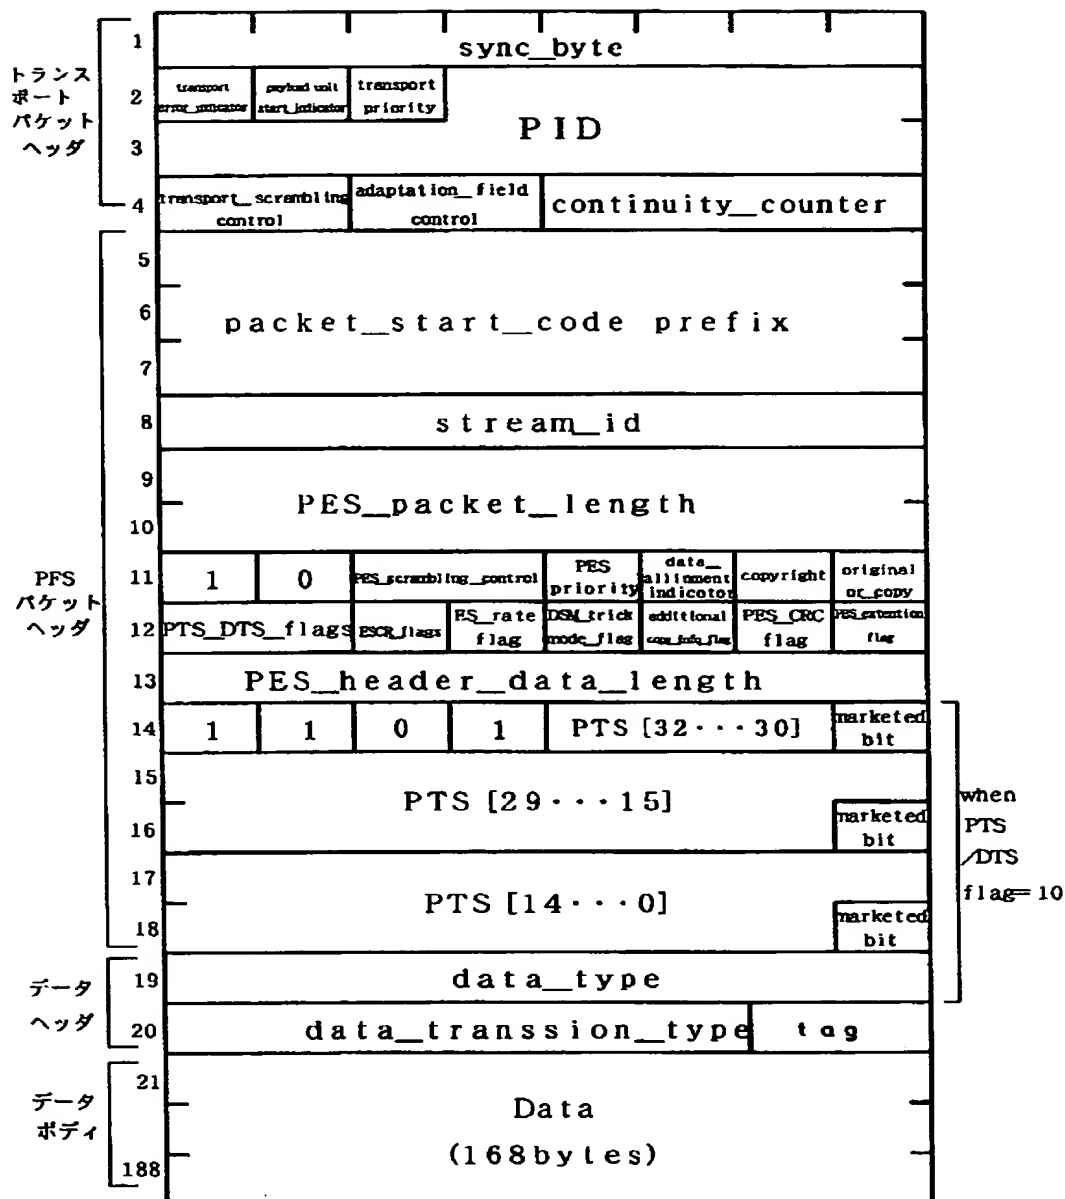 1
sync_byte
トランス
ポート
パケット
ヘッダ
2
transport
error_indicator
payload unit
start_indicator
transport
priority
PID
3
4
transport_scrambling
control
adaptation_field
control
continuity_counter
5
6
packet_start_code prefix
7
8
stream_id
9
PES_packet_length
10
PFS
パケット
ヘッダ
11
1
0
PES_scrambling_control
PES
priority
data_
allinment
indicator
copyright
original
or_copy
12
PTS_DTS_flags
ESCR_flags
ES_rate
flag
DSM_trick
mode_flag
additional
copy_info_flag
PES_CRC
flag
PES_extention
flag
13
PES_header_data_length
14
1
1
0
1
PTS [32···30]
marketed
bit
15
PTS [29···15]
16
marketed
bit
when
PTS
/DTS
flag=10
17
PTS [14···0]
18
marketed
bit
データ
ヘッダ
19
data_type
20
data_transsion_type
tag
データ
ボディ
21
Data
(168bytes)
188